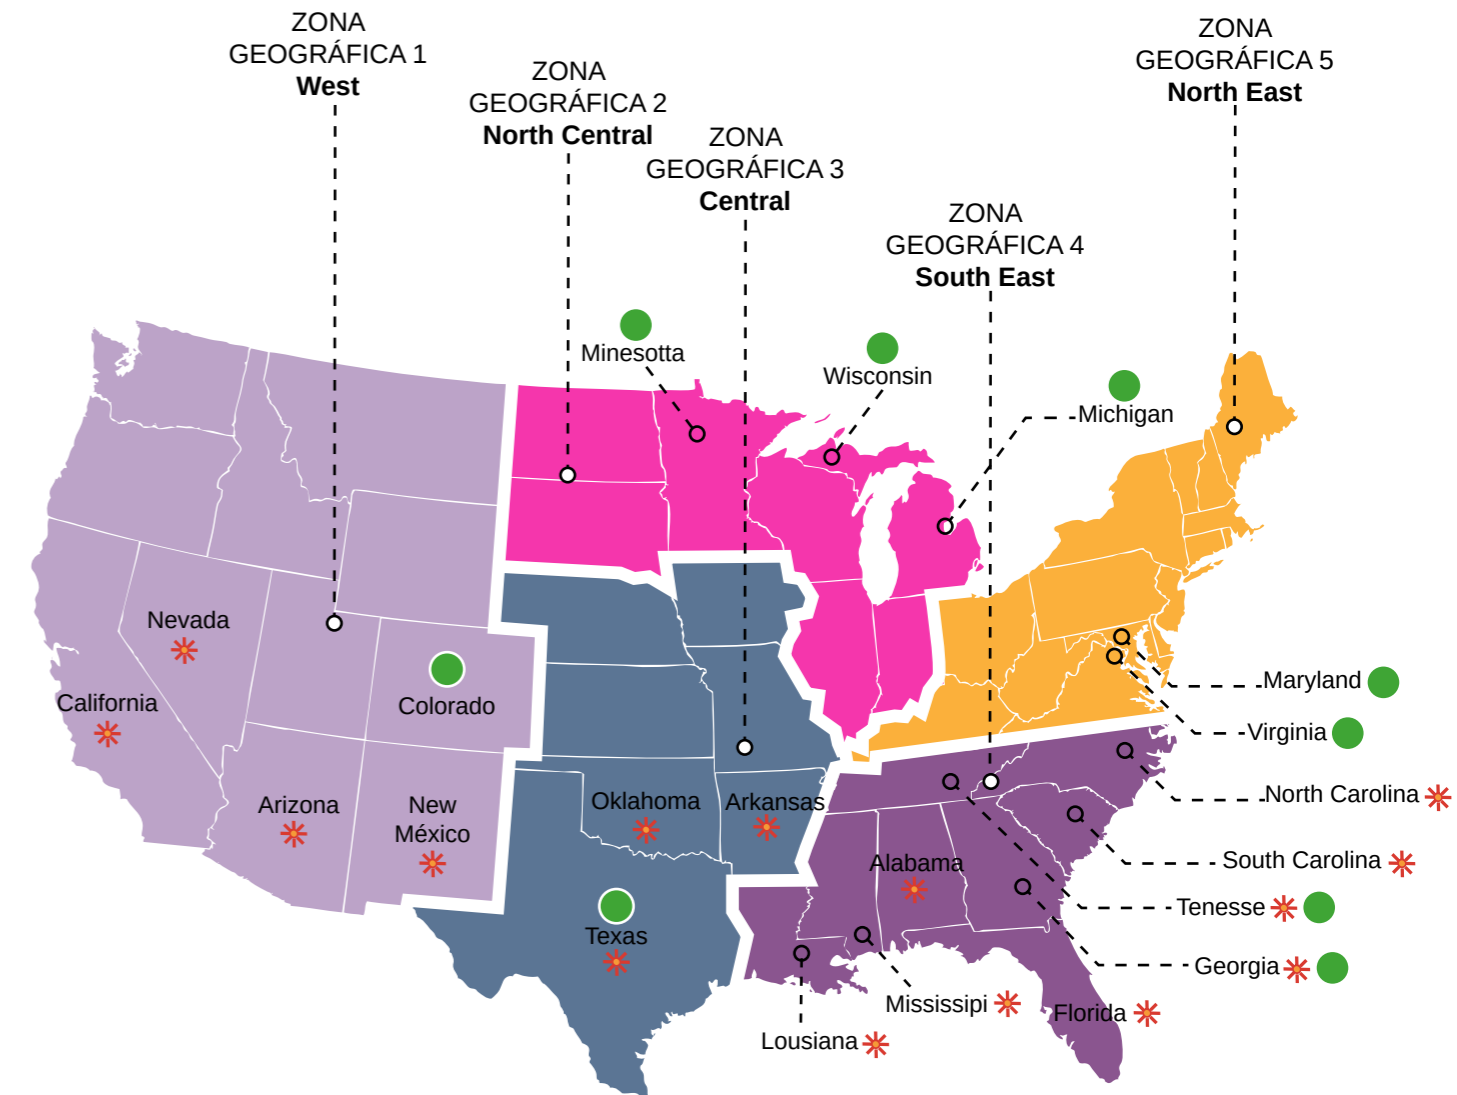 ZONA
GEOGRÁFICA 1
West
ZONA
GEOGRÁFICA 2
North Central
ZONA
GEOGRÁFICA 3
Central
ZONA
GEOGRÁFICA 4
South East
ZONA
GEOGRÁFICA 5
North East
Minesotta
Wisconsin
Michigan
Nevada
California
Colorado
Arizona
New
México
Oklahoma
Arkansas
Texas
Alabama
Maryland
Virginia
North Carolina
South Carolina
Tenesse
Georgia
Mississipi
Florida
Lousiana